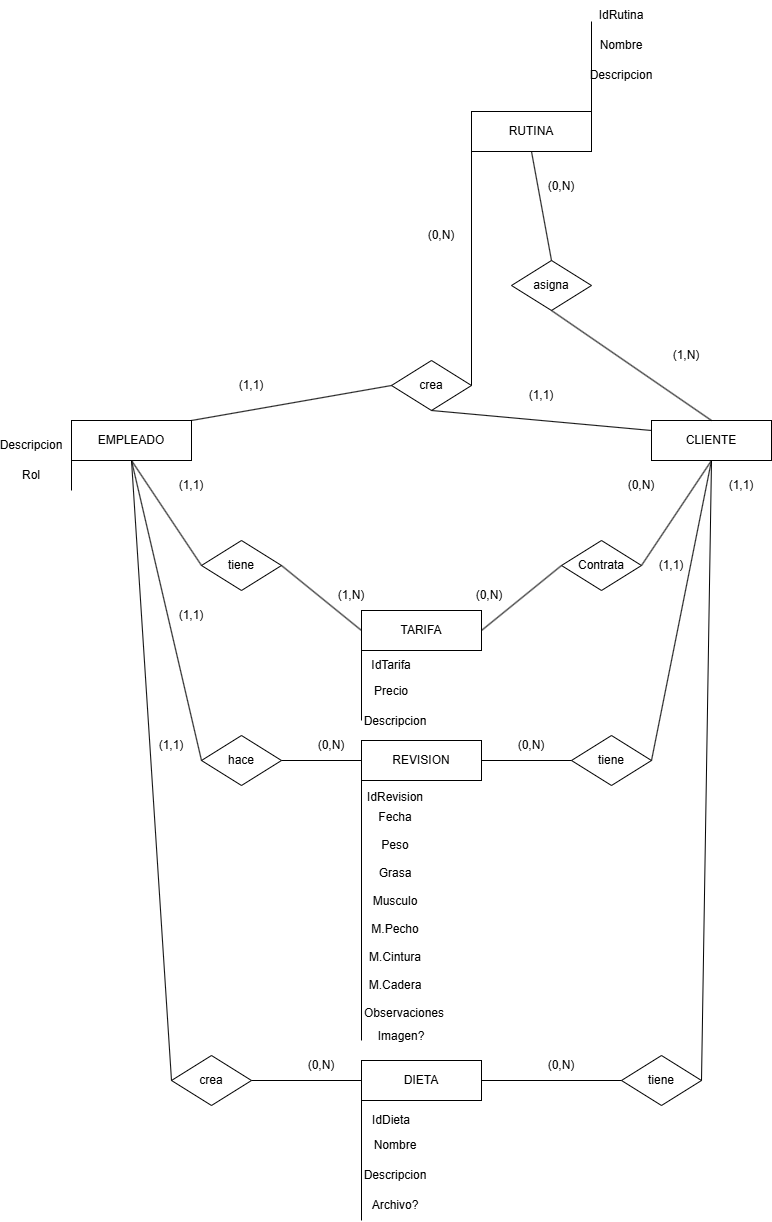 IdRutina
Nombre
Descripcion
RUTINA
(0,N)
(0,N)
asigna
(1,N)
(1,1)
crea
(1,1)
EMPLEADO
CLIENTE
Descripcion
Rol
(1,1)
(0,N)
(1,1)
tiene
Contrata
(1,1)
(1,N)
(0,N)
(1,1)
TARIFA
IdTarifa
Precio
Descripcion
(1,1)
(0,N)
(0,N)
hace
REVISION
tiene
IdRevision
Fecha
Peso
Grasa
Musculo
M.Pecho
M.Cintura
M.Cadera
Observaciones
Imagen?
(0,N)
(0,N)
crea
DIETA
tiene
IdDieta
Nombre
Descripcion
Archivo?